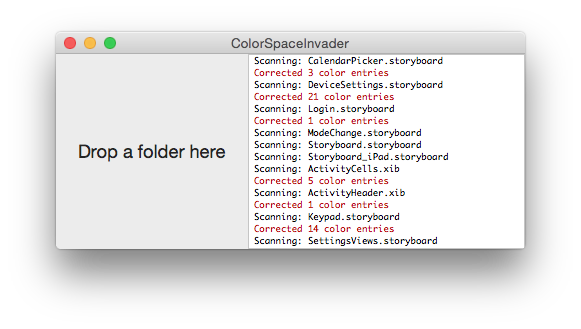 ColorSpaceInvader
Drop a folder here
Scanning: CalendarPicker.storyboard
Corrected 3 color entries
Scanning: DeviceSettings.storyboard
Corrected 21 color entries
Scanning: Login.storyboard
Corrected 1 color entries
Scanning: ModeChange.storyboard
Scanning: Storyboard.storyboard
Scanning: Storyboard_iPad.storyboard
Scanning: ActivityCells.xib
Corrected 5 color entries
Scanning: ActivityHeader.xib
Corrected 1 color entries
Scanning: Keypad.storyboard
Corrected 14 color entries
Scanning: SettingsViews.storyboard